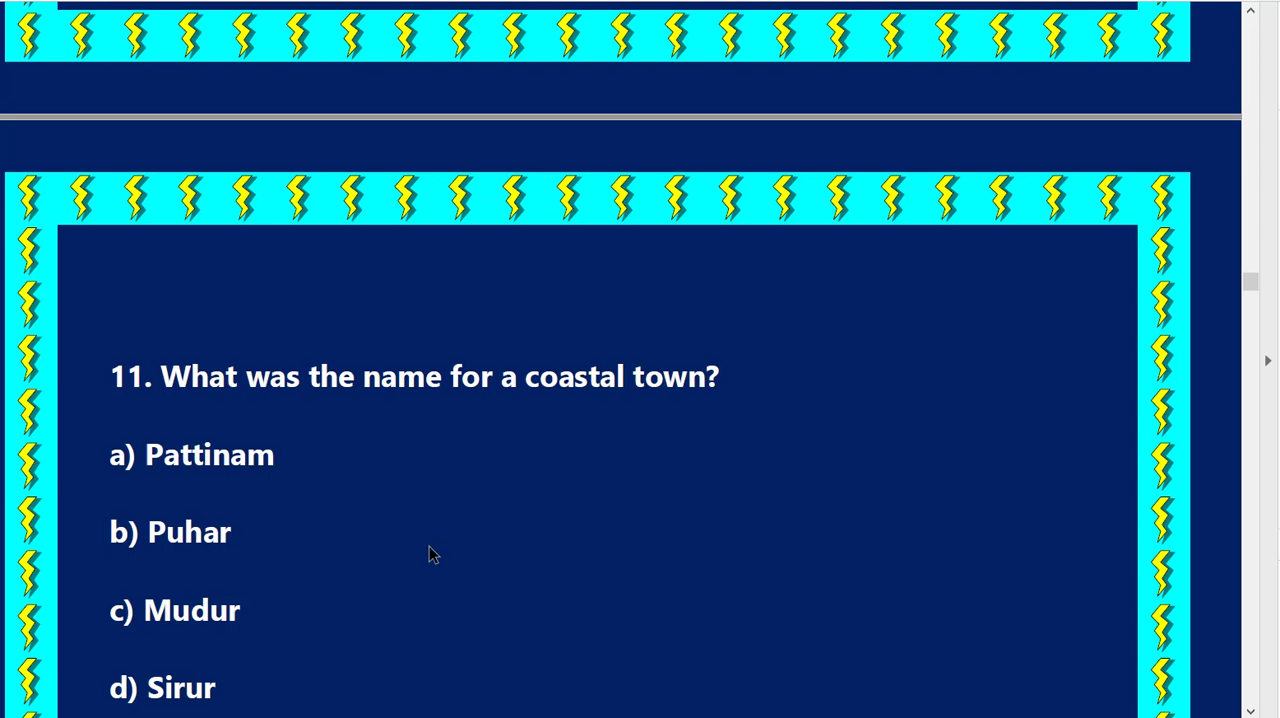 11. What was the name for a coastal town?
a) Pattinam
b) Puhar
c) Mudur
d) Sirur